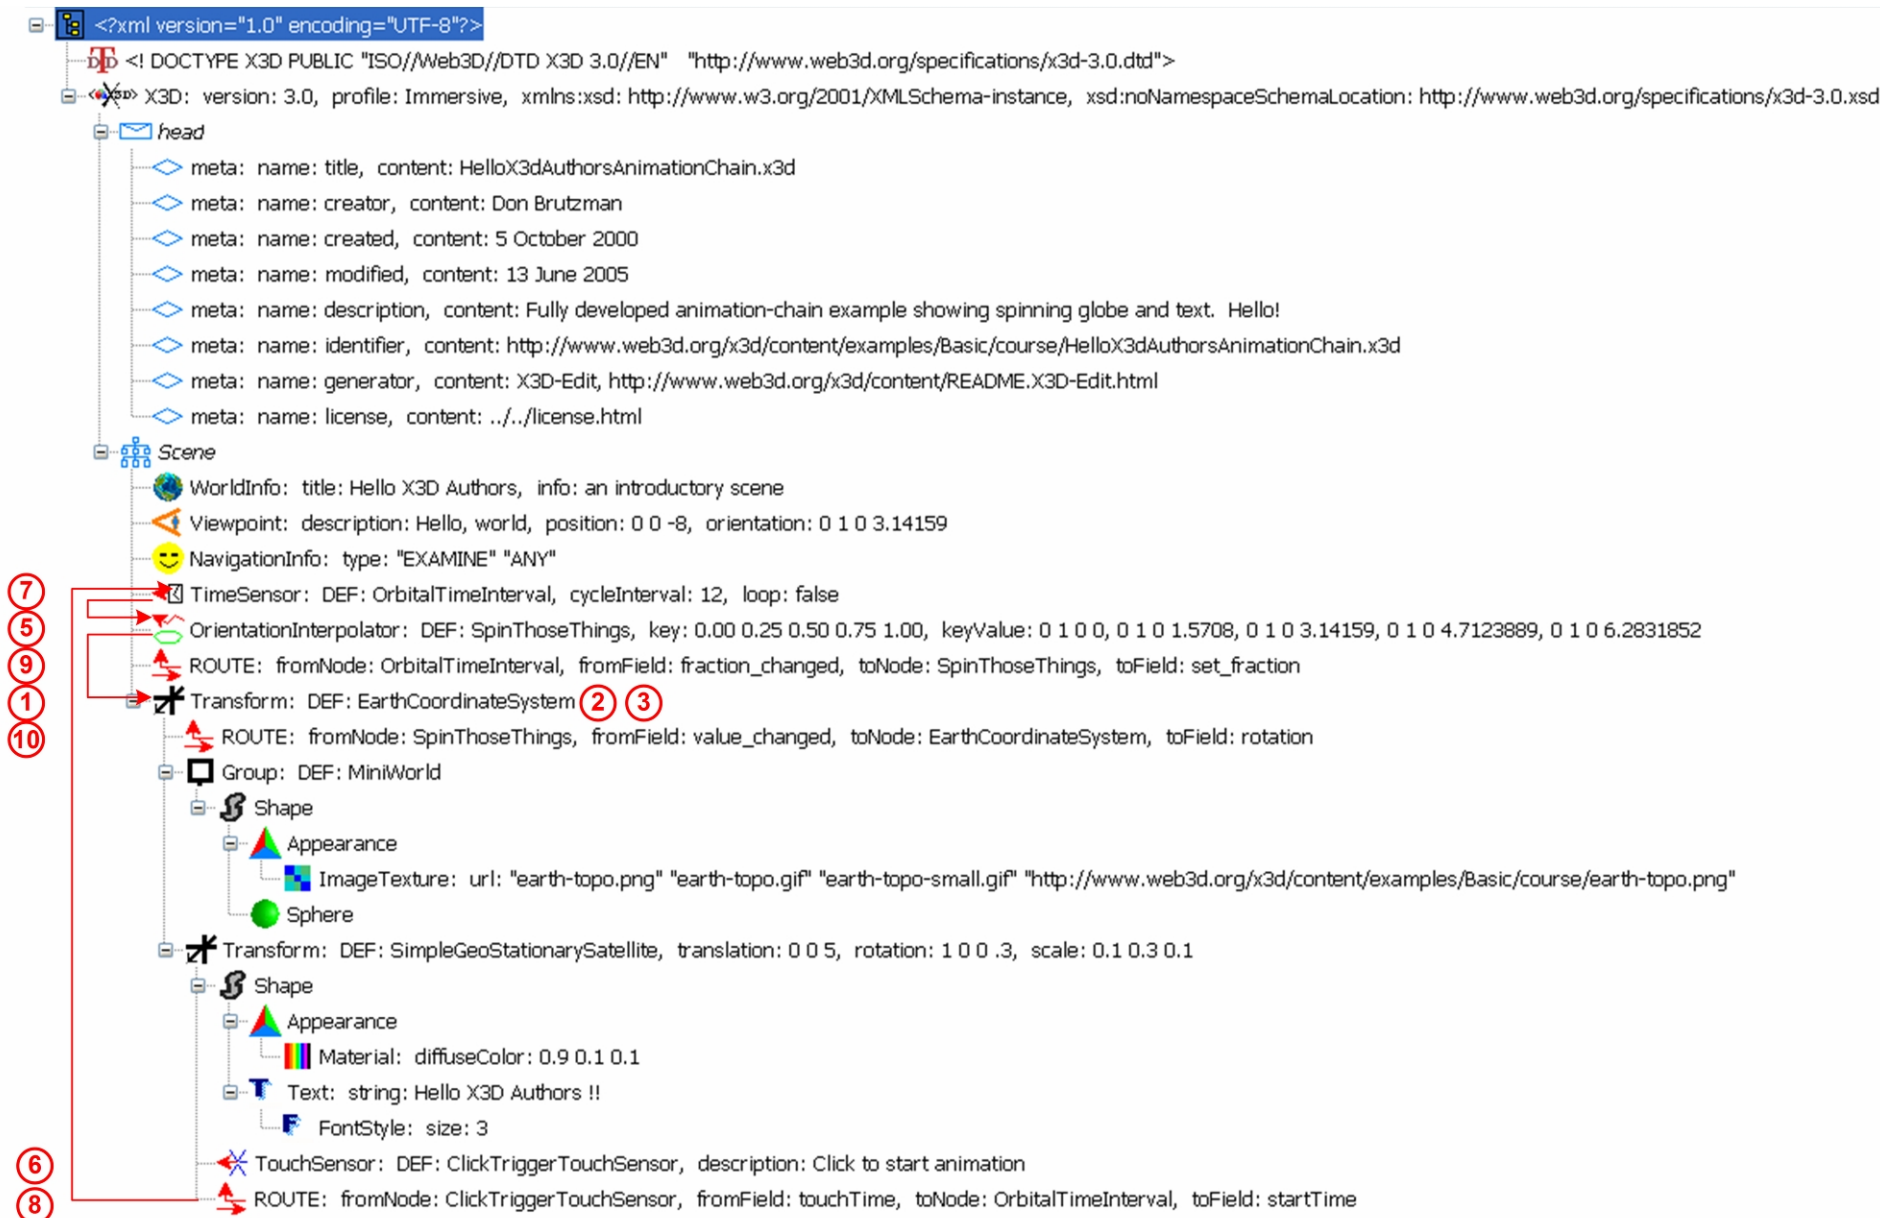 <?xml version="1.0" encoding="UTF-8"?>
DTD <! DOCTYPE X3D PUBLIC "ISO//Web3D//DTD X3D 3.0//EN" "http://www.web3d.org/specifications/x3d-3.0.dtd">
<X3D> X3D: version: 3.0, profile: Immersive, xmlns:xsd: http://www.w3.org/2001/XMLSchema-instance, xsd:noNamespaceSchemaLocation: http://www.web3d.org/specifications/x3d-3.0.xsd
head
meta: name: title, content: HelloX3dAuthorsAnimationChain.x3d
meta: name: creator, content: Don Brutzman
meta: name: created, content: 5 October 2000
meta: name: modified, content: 13 June 2005
meta: name: description, content: Fully developed animation-chain example showing spinning globe and text. Hello!
meta: name: identifier, content: http://www.web3d.org/x3d/content/examples/Basic/course/HelloX3dAuthorsAnimationChain.x3d
meta: name: generator, content: X3D-Edit, http://www.web3d.org/x3d/content/README.X3D-Edit.html
meta: name: license, content: ../../license.html
Scene
WorldInfo: title: Hello X3D Authors, info: an introductory scene
Viewpoint: description: Hello, world, position: 0 0 -8, orientation: 0 1 0 3.14159
NavigationInfo: type: "EXAMINE" "ANY"
7 TimeSensor: DEF: OrbitalTimeInterval, cycleInterval: 12, loop: false
5 OrientationInterpolator: DEF: SpinThoseThings, key: 0.00 0.25 0.50 0.75 1.00, keyValue: 0 1 0 0, 0 1 0 1.5708, 0 1 0 3.14159, 0 1 0 4.7123889, 0 1 0 6.2831852
9 ROUTE: fromNode: OrbitalTimeInterval, fromField: fraction_changed, toNode: SpinThoseThings, toField: set_fraction
1 Transform: DEF: EarthCoordinateSystem 2 3
10 ROUTE: fromNode: SpinThoseThings, fromField: value_changed, toNode: EarthCoordinateSystem, toField: rotation
Group: DEF: MiniWorld
Shape
Appearance
ImageTexture: url: "earth-topo.png" "earth-topo.gif" "earth-topo-small.gif" "http://www.web3d.org/x3d/content/examples/Basic/course/earth-topo.png"
Sphere
Transform: DEF: SimpleGeoStationarySatellite, translation: 0 0 5, rotation: 1 0 0 .3, scale: 0.1 0.3 0.1
Shape
Appearance
Material: diffuseColor: 0.9 0.1 0.1
T Text: string: Hello X3D Authors !!
F FontStyle: size: 3
6 TouchSensor: DEF: ClickTriggerTouchSensor, description: Click to start animation
8 ROUTE: fromNode: ClickTriggerTouchSensor, fromField: touchTime, toNode: OrbitalTimeInterval, toField: startTime